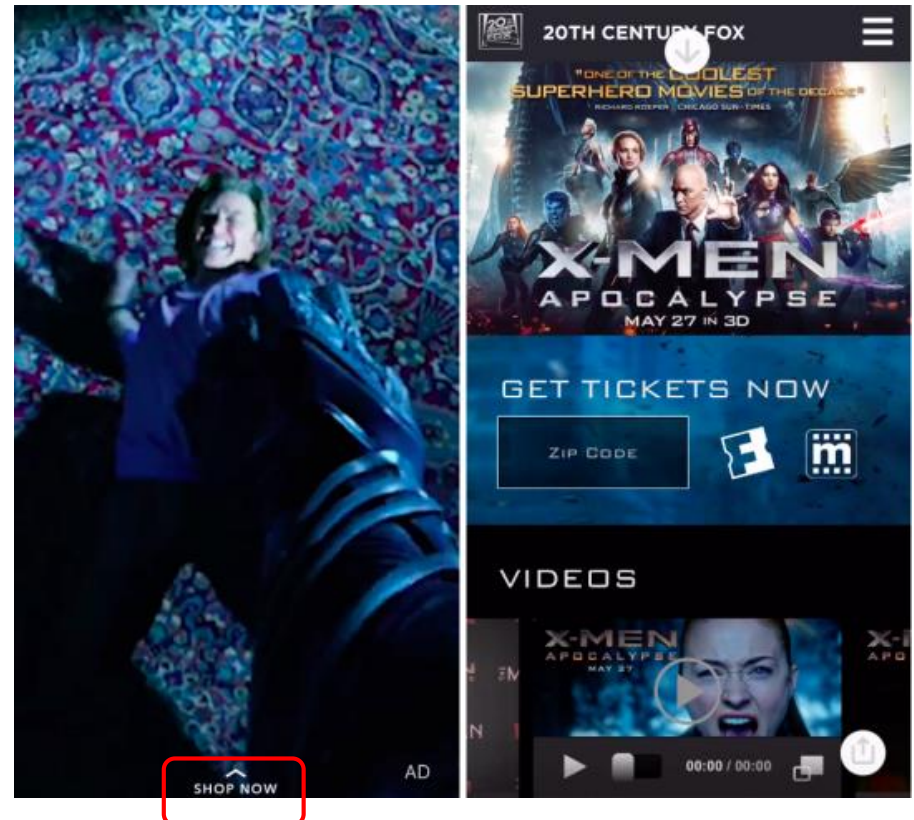 SHOP NOW
AD
20TH CENTURY FOX
"ONE OF THE COOLEST
SUPERHERO MOVIES OF THE DECADE"
RICHARD ROEPER CHICAGO SUN-TIMES
X-MEN
APOCALYPSE
MAY 27 IN 3D
GET TICKETS NOW
ZIP CODE
m
VIDEOS
X-MEN
APOCALYPSE
MAY 27
X-
APO
00:00 / 00:00